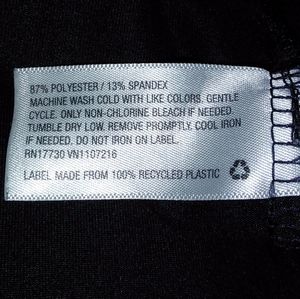 87% POLYESTER / 13% SPANDEX
MACHINE WASH COLD WITH LIKE COLORS. GENTLE
CYCLE. ONLY NON-CHLORINE BLEACH IF NEEDED.
TUMBLE DRY LOW. REMOVE PROMPTLY. COOL IRON
IF NEEDED. DO NOT IRON ON LABEL.
RN17730 VN1107216
LABEL MADE FROM 100% RECYCLED PLASTIC